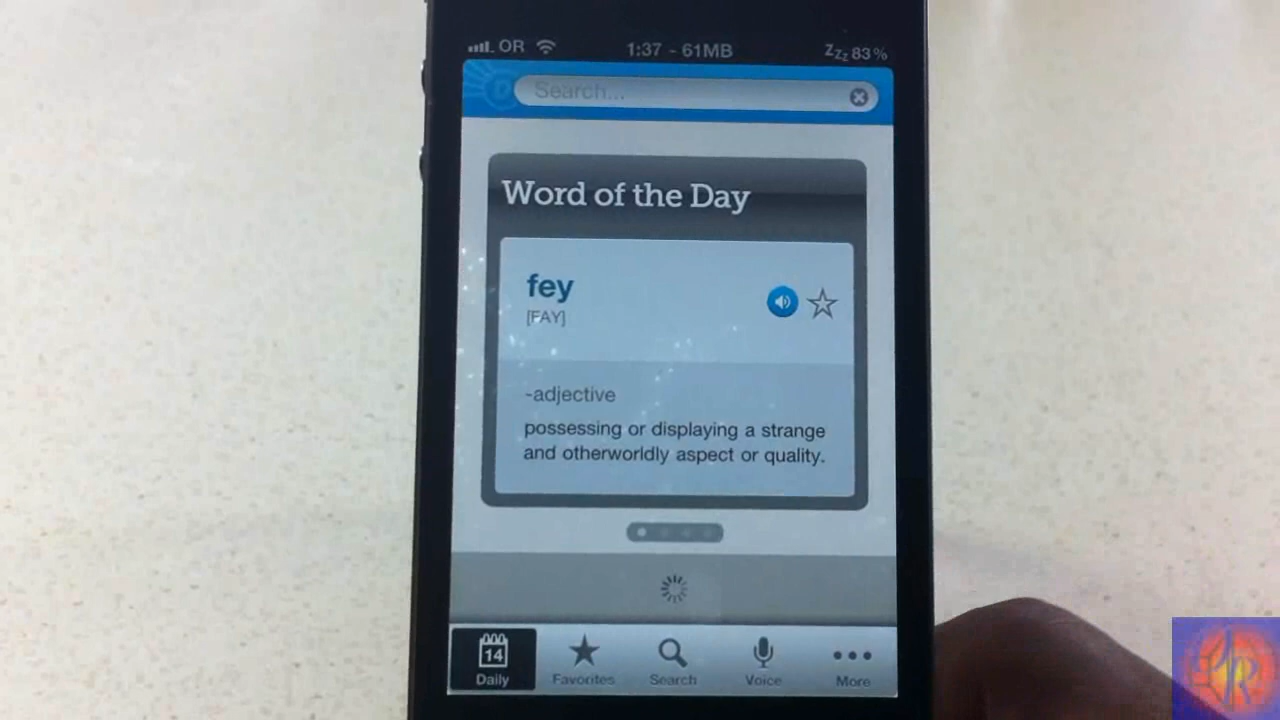 OR 1:37 - 61MB Zzz 83%
Search...
Word of the Day
fey
[FAY]
-adjective
possessing or displaying a strange
and otherworldly aspect or quality.
14
Daily Favorites Search Voice More